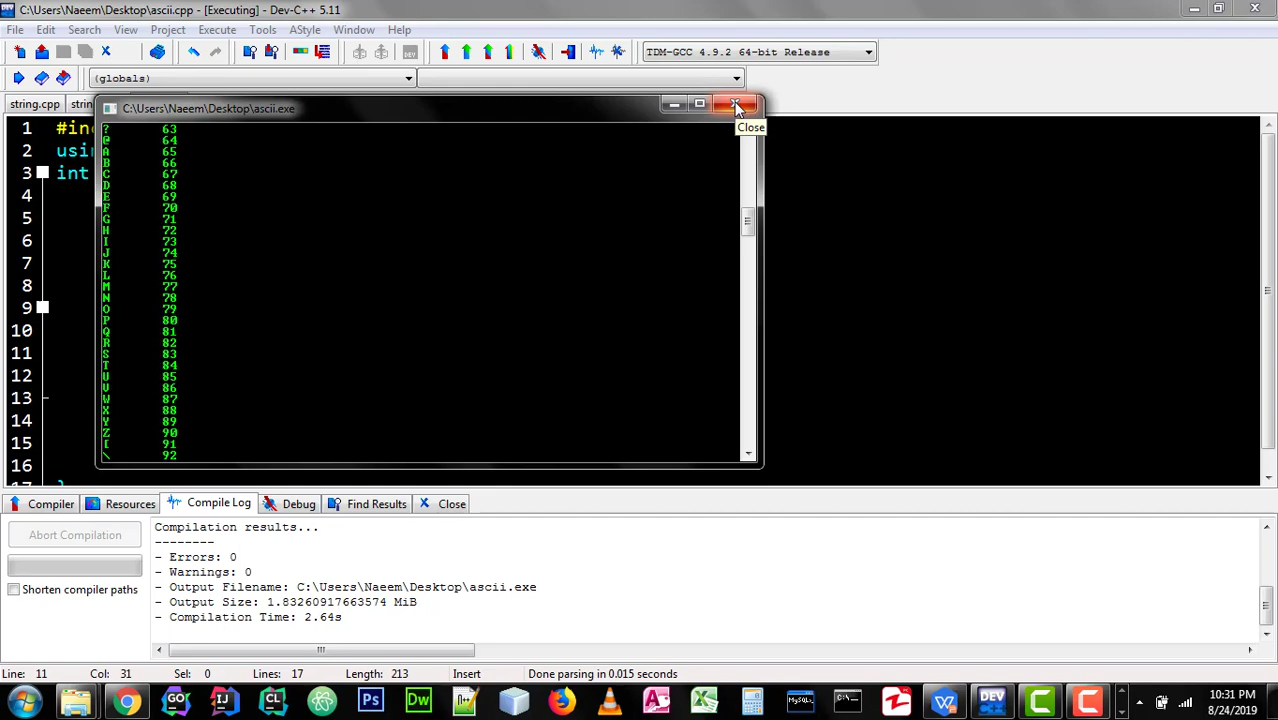 C:\Users\Naeem\Desktop\ascii.cpp - [Executing] - Dev-C++ 5.11
File Edit Search View Project Execute Tools AStyle Window Help
TDM-GCC 4.9.2 64-bit Release
(globals)
string.cpp
C:\Users\Naeem\Desktop\ascii.exe
Close
1 #inc
2 usin
3 int
4
5
6
7
8
9
10
11
12
13
14
15
16
17 }
? 63
@ 64
A 65
B 66
C 67
D 68
E 69
F 70
G 71
H 72
I 73
J 74
K 75
L 76
M 77
N 78
O 79
P 80
Q 81
R 82
S 83
T 84
U 85
V 86
W 87
X 88
Y 89
Z 90
[ 91
\ 92
Compiler Resources Compile Log Debug Find Results Close
Abort Compilation
Shorten compiler paths
Compilation results...
--------
- Errors: 0
- Warnings: 0
- Output Filename: C:\Users\Naeem\Desktop\ascii.exe
- Output Size: 1.83260917663574 MiB
- Compilation Time: 2.64s
Line: 11 Col: 31 Sel: 0 Lines: 17 Length: 213 Insert Done parsing in 0.015 seconds
10:31 PM
8/24/2019